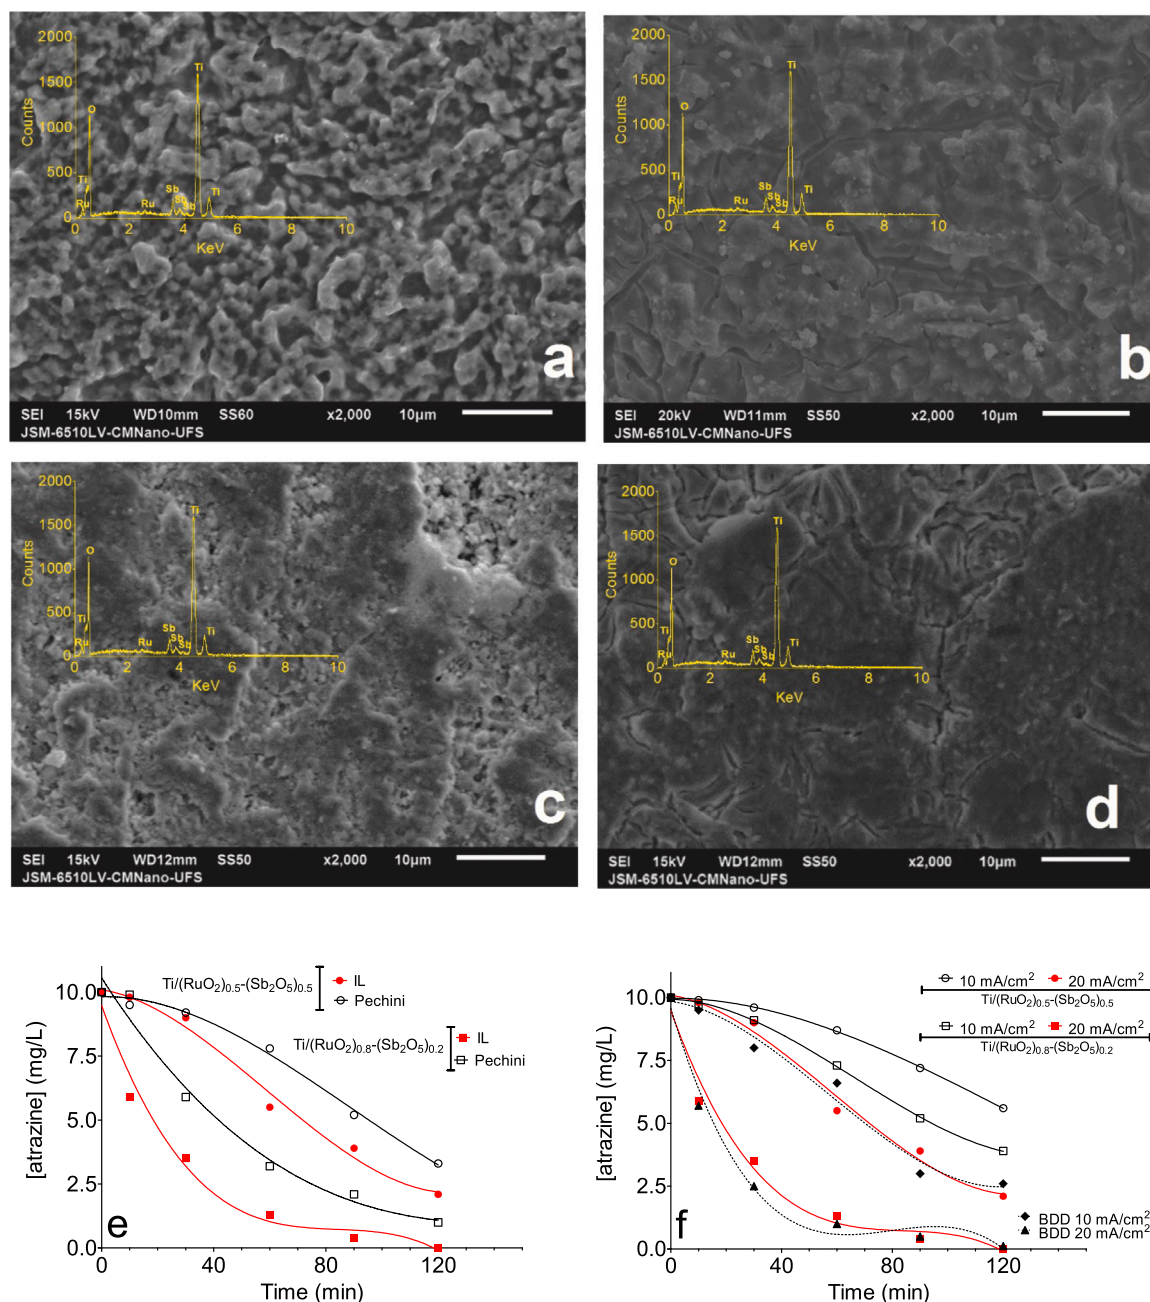 2000
1500
1000
500
0
Counts
O
Ti
Ru
Ru
Sb
Sb
Sb
Ti
Ti
0 2 4 6 8 10
KeV
a
SEI 15kV WD10mm SS60 x2,000 10µm
JSM-6510LV-CMNano-UFS
2000
1500
1000
500
0
Counts
O
Ti
Ru
Ru
Sb
Sb
Sb
Ti
Ti
0 2 4 6 8 10
KeV
b
SEI 20kV WD11mm SS50 x2,000 10µm
JSM-6510LV-CMNano-UFS
2000
1500
1000
500
0
Counts
O
Ti
Ru
Ru
Sb
Sb
Sb
Ti
Ti
0 2 4 6 8 10
KeV
c
SEI 15kV WD12mm SS50 x2,000 10µm
JSM-6510LV-CMNano-UFS
2000
1500
1000
500
0
Counts
O
Ti
Ru
Ru
Sb
Sb
Sb
Ti
Ti
0 2 4 6 8 10
KeV
d
SEI 15kV WD12mm SS50 x2,000 10µm
JSM-6510LV-CMNano-UFS
[atrazine] (mg/L)
10.0
7.5
5.0
2.5
0.0
Ti/(RuO₂)₀.₅-(Sb₂O₅)₀.₅
IL
Pechini
Ti/(RuO₂)₀.₈-(Sb₂O₅)₀.₂
IL
Pechini
e
0 40 80 120
Time (min)
[atrazine] (mg/L)
10.0
7.5
5.0
2.5
0.0
10 mA/cm² 20 mA/cm²
Ti/(RuO₂)₀.₅-(Sb₂O₅)₀.₅
10 mA/cm² 20 mA/cm²
Ti/(RuO₂)₀.₈-(Sb₂O₅)₀.₂
f
BDD 10 mA/cm²
BDD 20 mA/cm²
0 40 80 120
Time (min)